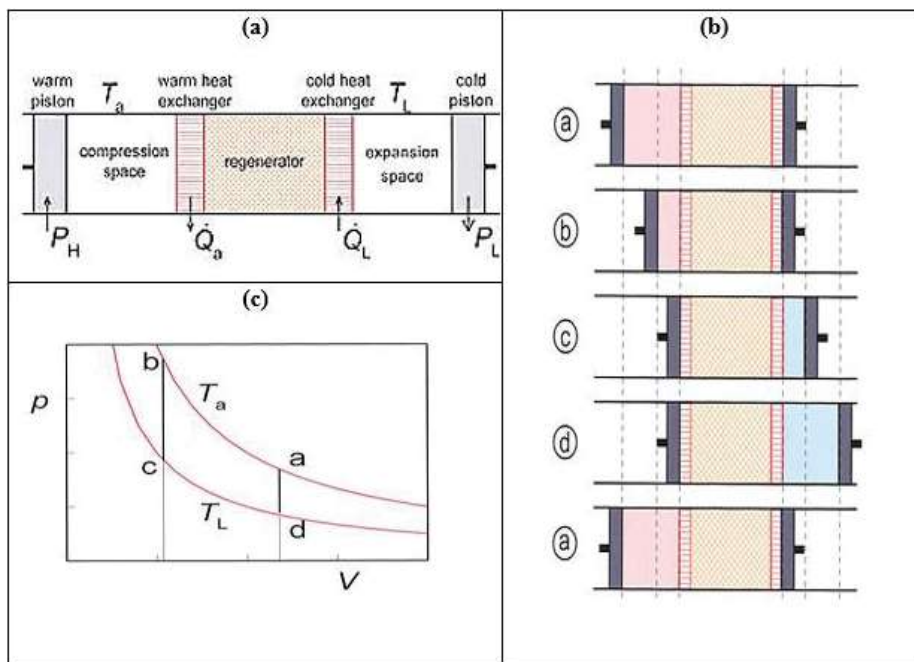 (a)
warm piston
T_a
warm heat exchanger
cold heat exchanger
T_L
cold piston
compression space
regenerator
expansion space
P_H
Q̇_a
Q̇_L
P_L
(b)
ⓐ
ⓑ
ⓒ
ⓓ
ⓐ
(c)
p
b
T_a
a
c
T_L
d
V